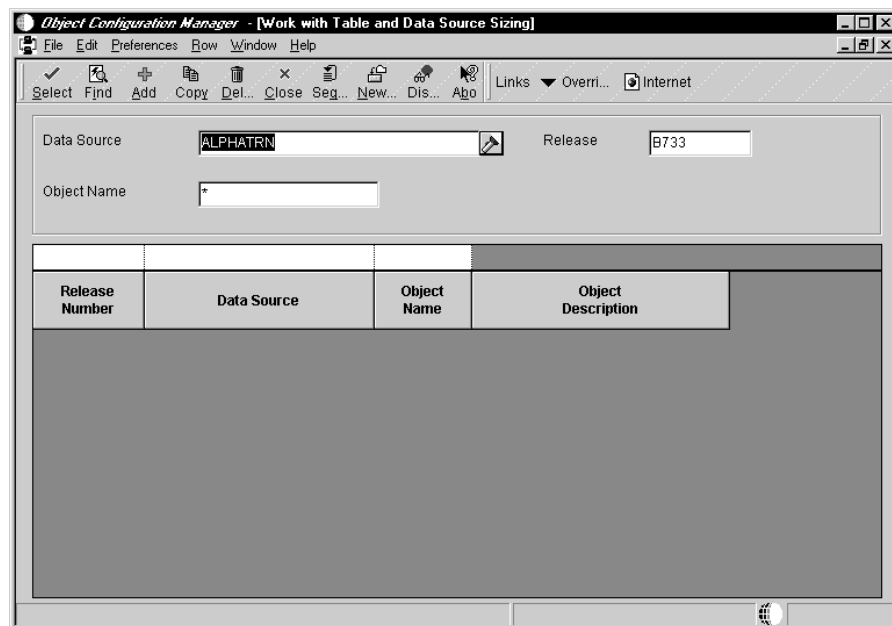 Object Configuration Manager - [Work with Table and Data Source Sizing]
File Edit Preferences Row Window Help
Select Find Add Copy Del... Close Seq... New... Dis... Abo Links Overri... Internet
Data Source ALPHATRN Release B733
Object Name *
Release Number Data Source Object Name Object Description